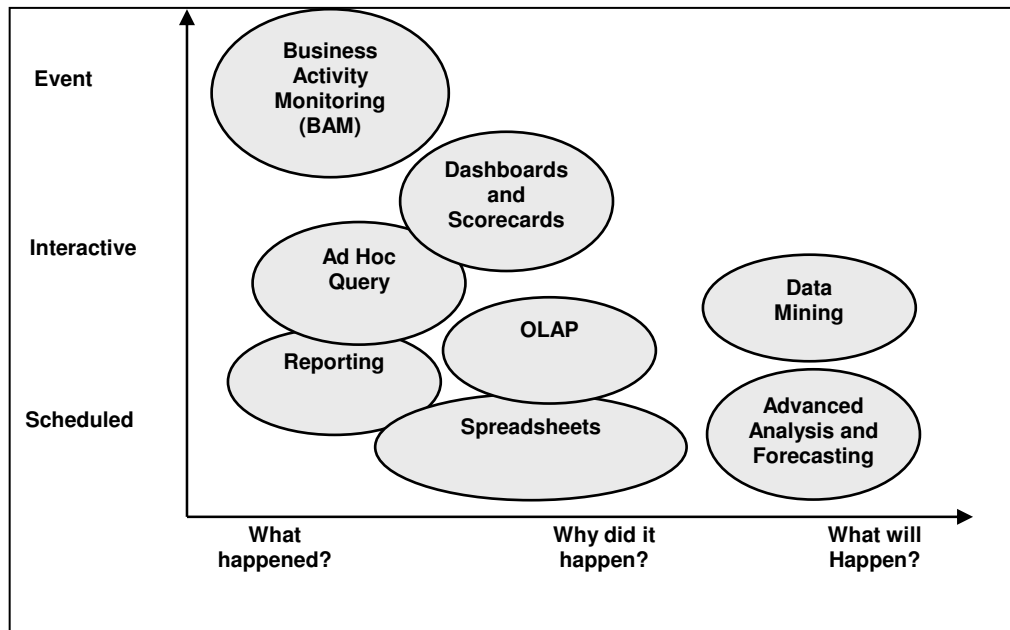 Event
Business
Activity
Monitoring
(BAM)
Dashboards
and
Scorecards
Interactive
Ad Hoc
Query
Data
Mining
OLAP
Reporting
Scheduled
Spreadsheets
Advanced
Analysis and
Forecasting
What
happened?
Why did it
happen?
What will
Happen?